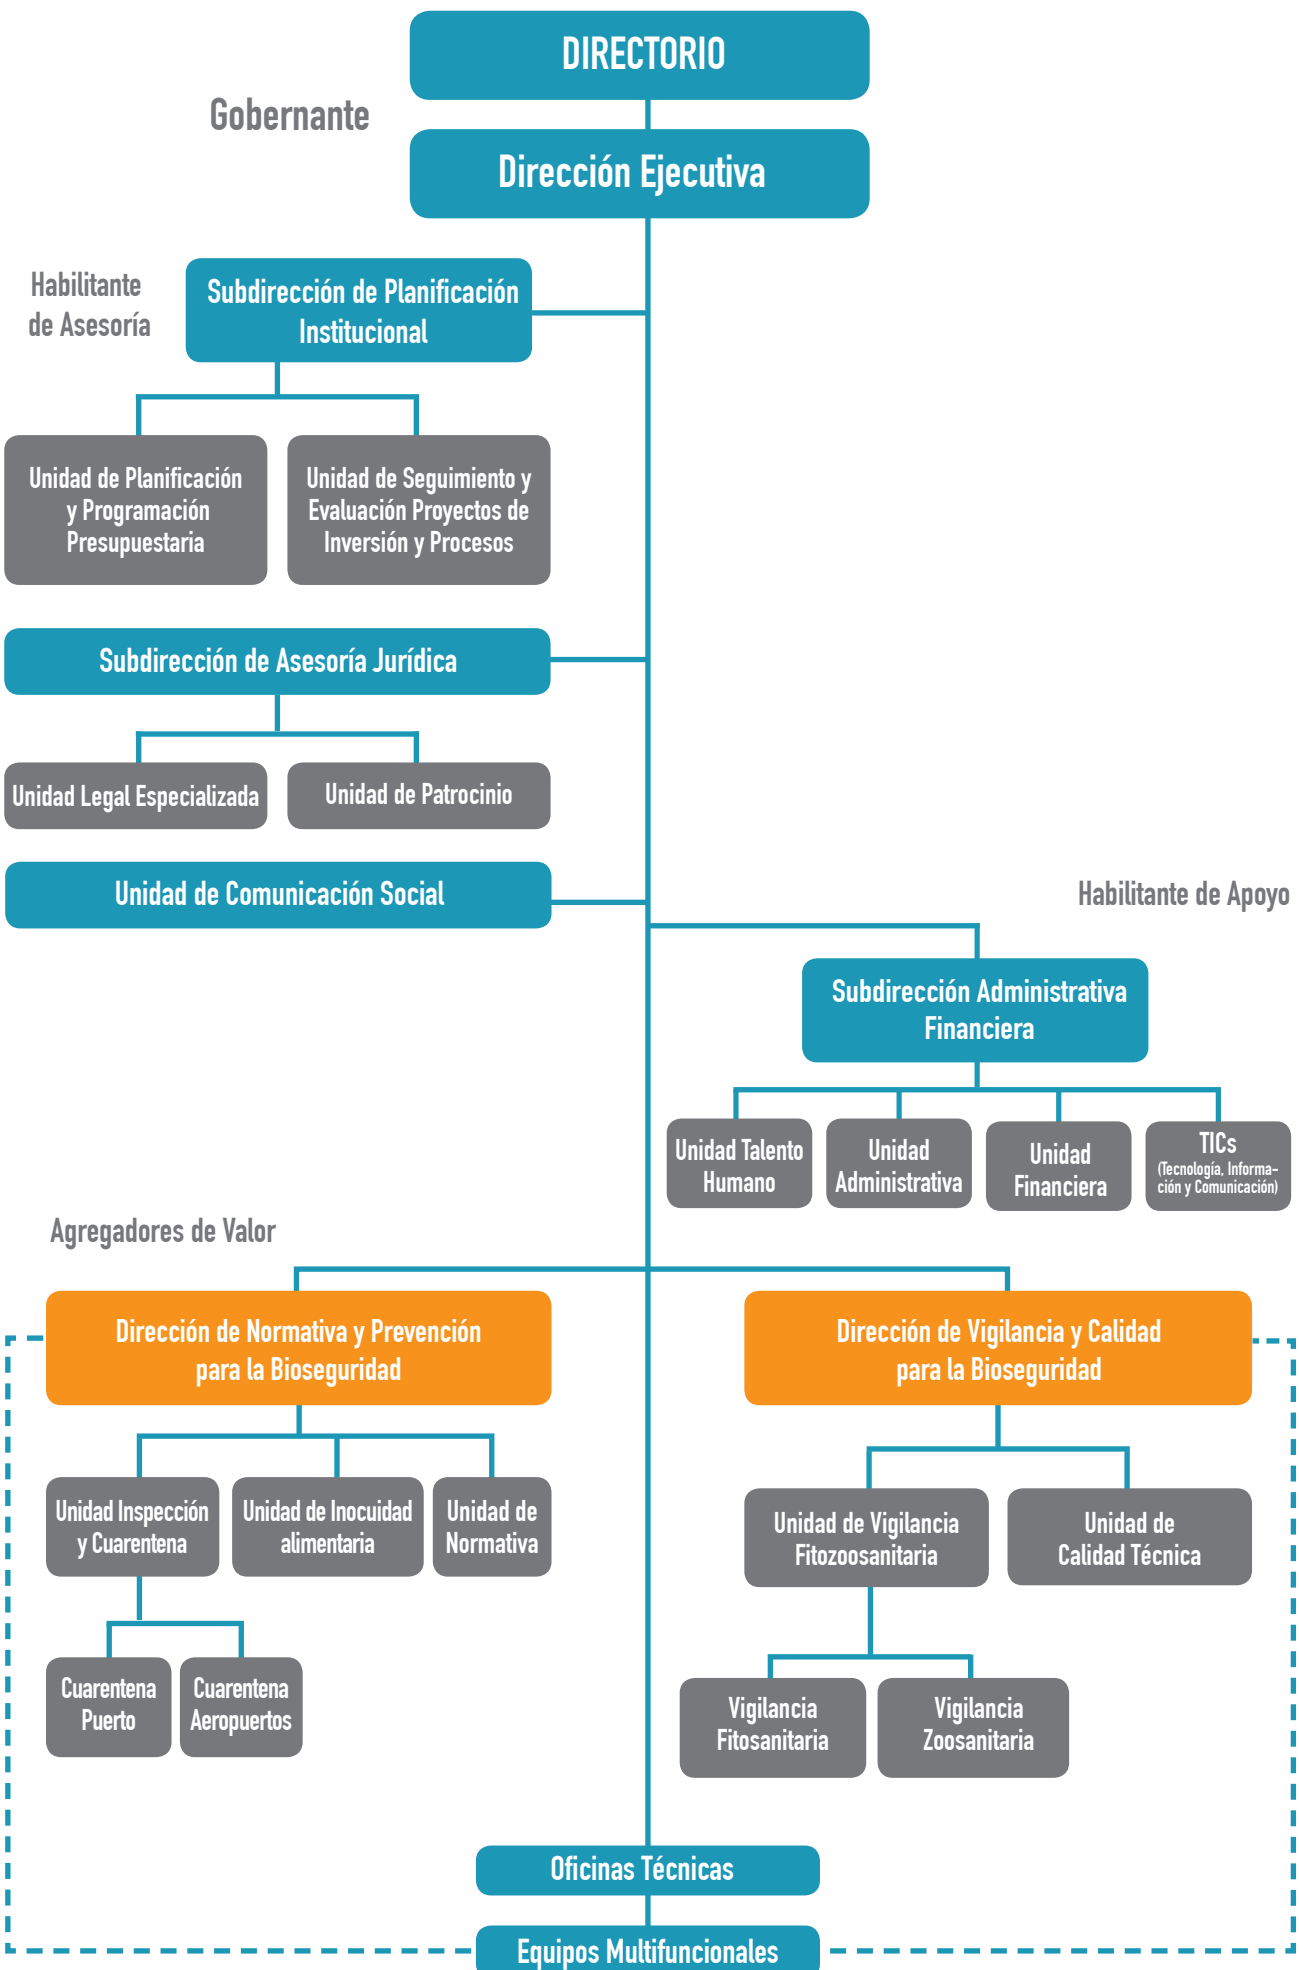 DIRECTORIO
Gobernante
Dirección Ejecutiva
Habilitante
de Asesoría
Subdirección de Planificación
Institucional
Unidad de Planificación
y Programación
Presupuestaria
Unidad de Seguimiento y
Evaluación Proyectos de
Inversión y Procesos
Subdirección de Asesoría Jurídica
Unidad Legal Especializada
Unidad de Patrocinio
Unidad de Comunicación Social
Habilitante de Apoyo
Subdirección Administrativa
Financiera
Unidad Talento
Humano
Unidad
Administrativa
Unidad
Financiera
TICs
(Tecnología, Informa-
ción y Comunicación)
Agregadores de Valor
Dirección de Normativa y Prevención
para la Bioseguridad
Dirección de Vigilancia y Calidad
para la Bioseguridad
Unidad Inspección
y Cuarentena
Unidad de Inocuidad
alimentaria
Unidad de
Normativa
Unidad de Vigilancia
Fitozoosanitaria
Unidad de
Calidad Técnica
Cuarentena
Puerto
Cuarentena
Aeropuertos
Vigilancia
Fitosanitaria
Vigilancia
Zoosanitaria
Oficinas Técnicas
Equipos Multifuncionales